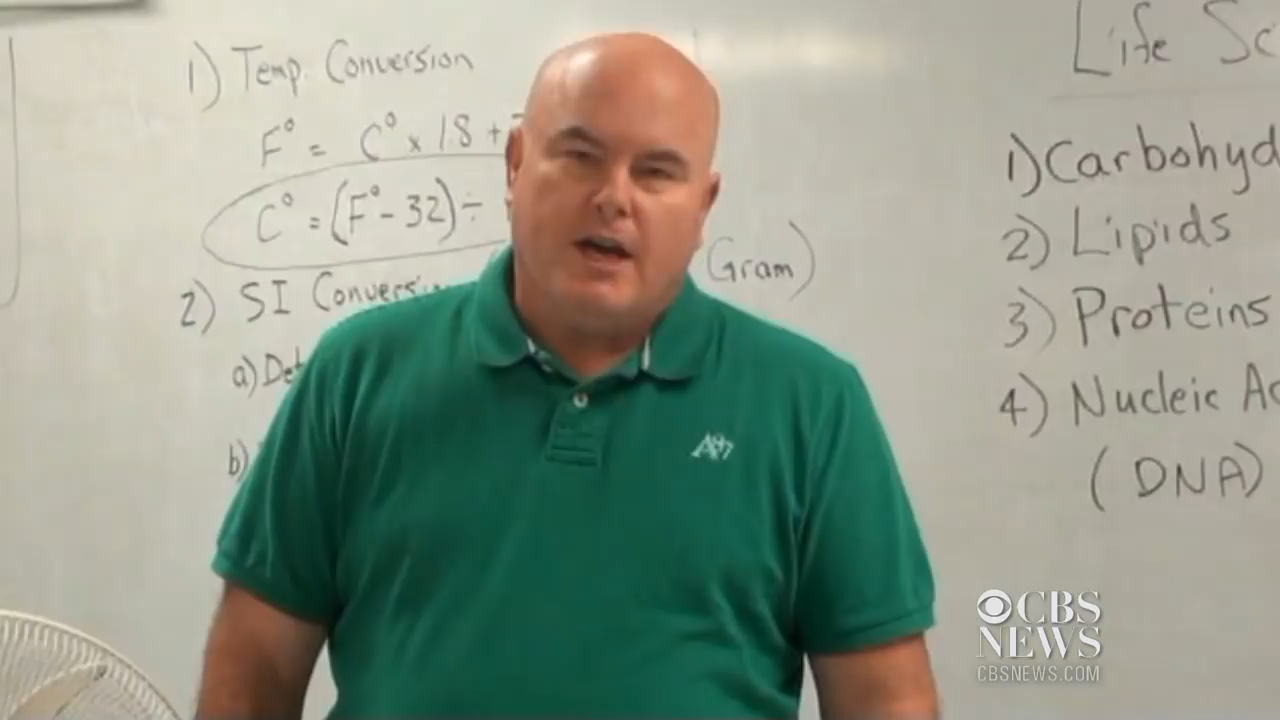 1) Temp. Conversion
F° = C° x 1.8 +
C° = (F° - 32) ÷
2) SI Conversi
(Gram)
a) Det
b)
Life Sc
1) Carbohyd
2) Lipids
3) Proteins
4) Nucleic Ac
(DNA)
CBS
NEWS
CBSNEWS.COM